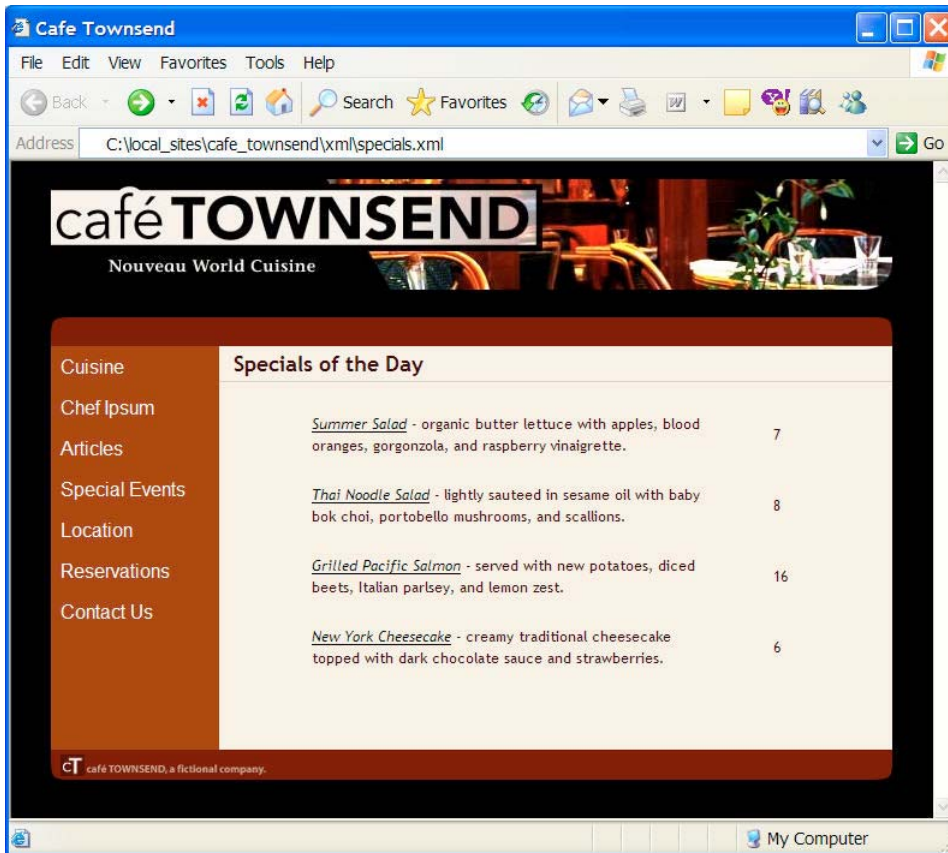 Cafe Townsend
File Edit View Favorites Tools Help
Back Search Favorites
Address C:\local_sites\cafe_townsend\xml\specials.xml Go
café TOWNSEND
Nouveau World Cuisine
Cuisine
Chef Ipsum
Articles
Special Events
Location
Reservations
Contact Us
Specials of the Day
Summer Salad - organic butter lettuce with apples, blood
oranges, gorgonzola, and raspberry vinaigrette.
7
Thai Noodle Salad - lightly sauteed in sesame oil with baby
bok choi, portobello mushrooms, and scallions.
8
Grilled Pacific Salmon - served with new potatoes, diced
beets, Italian parlsey, and lemon zest.
16
New York Cheesecake - creamy traditional cheesecake
topped with dark chocolate sauce and strawberries.
6
cT café TOWNSEND, a fictional company.
My Computer